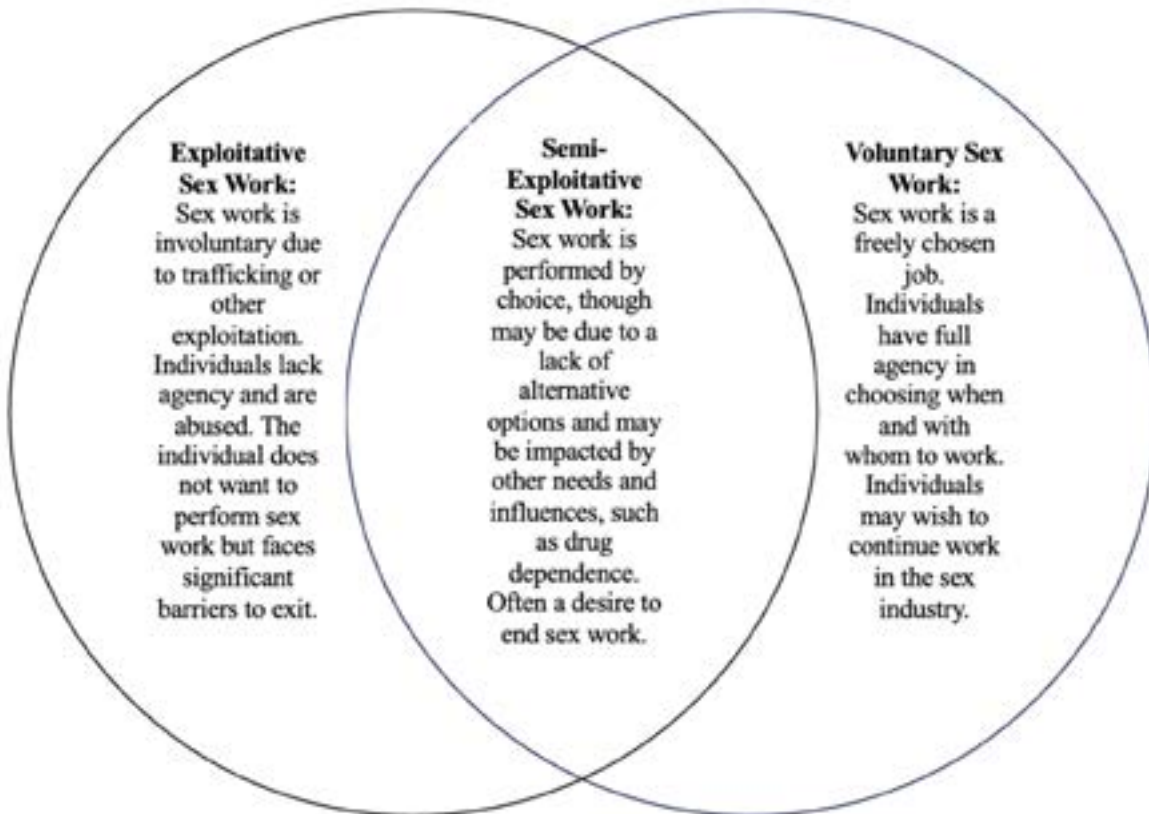 Exploitative
Sex Work:
Sex work is
involuntary due
to trafficking or
other
exploitation.
Individuals lack
agency and are
abused. The
individual does
not want to
perform sex
work but faces
significant
barriers to exit.
Semi-
Exploitative
Sex Work:
Sex work is
performed by
choice, though
may be due to a
lack of
alternative
options and may
be impacted by
other needs and
influences, such
as drug
dependence.
Often a desire to
end sex work.
Voluntary Sex
Work:
Sex work is a
freely chosen
job.
Individuals
have full
agency in
choosing when
and with
whom to work.
Individuals
may wish to
continue work
in the sex
industry.